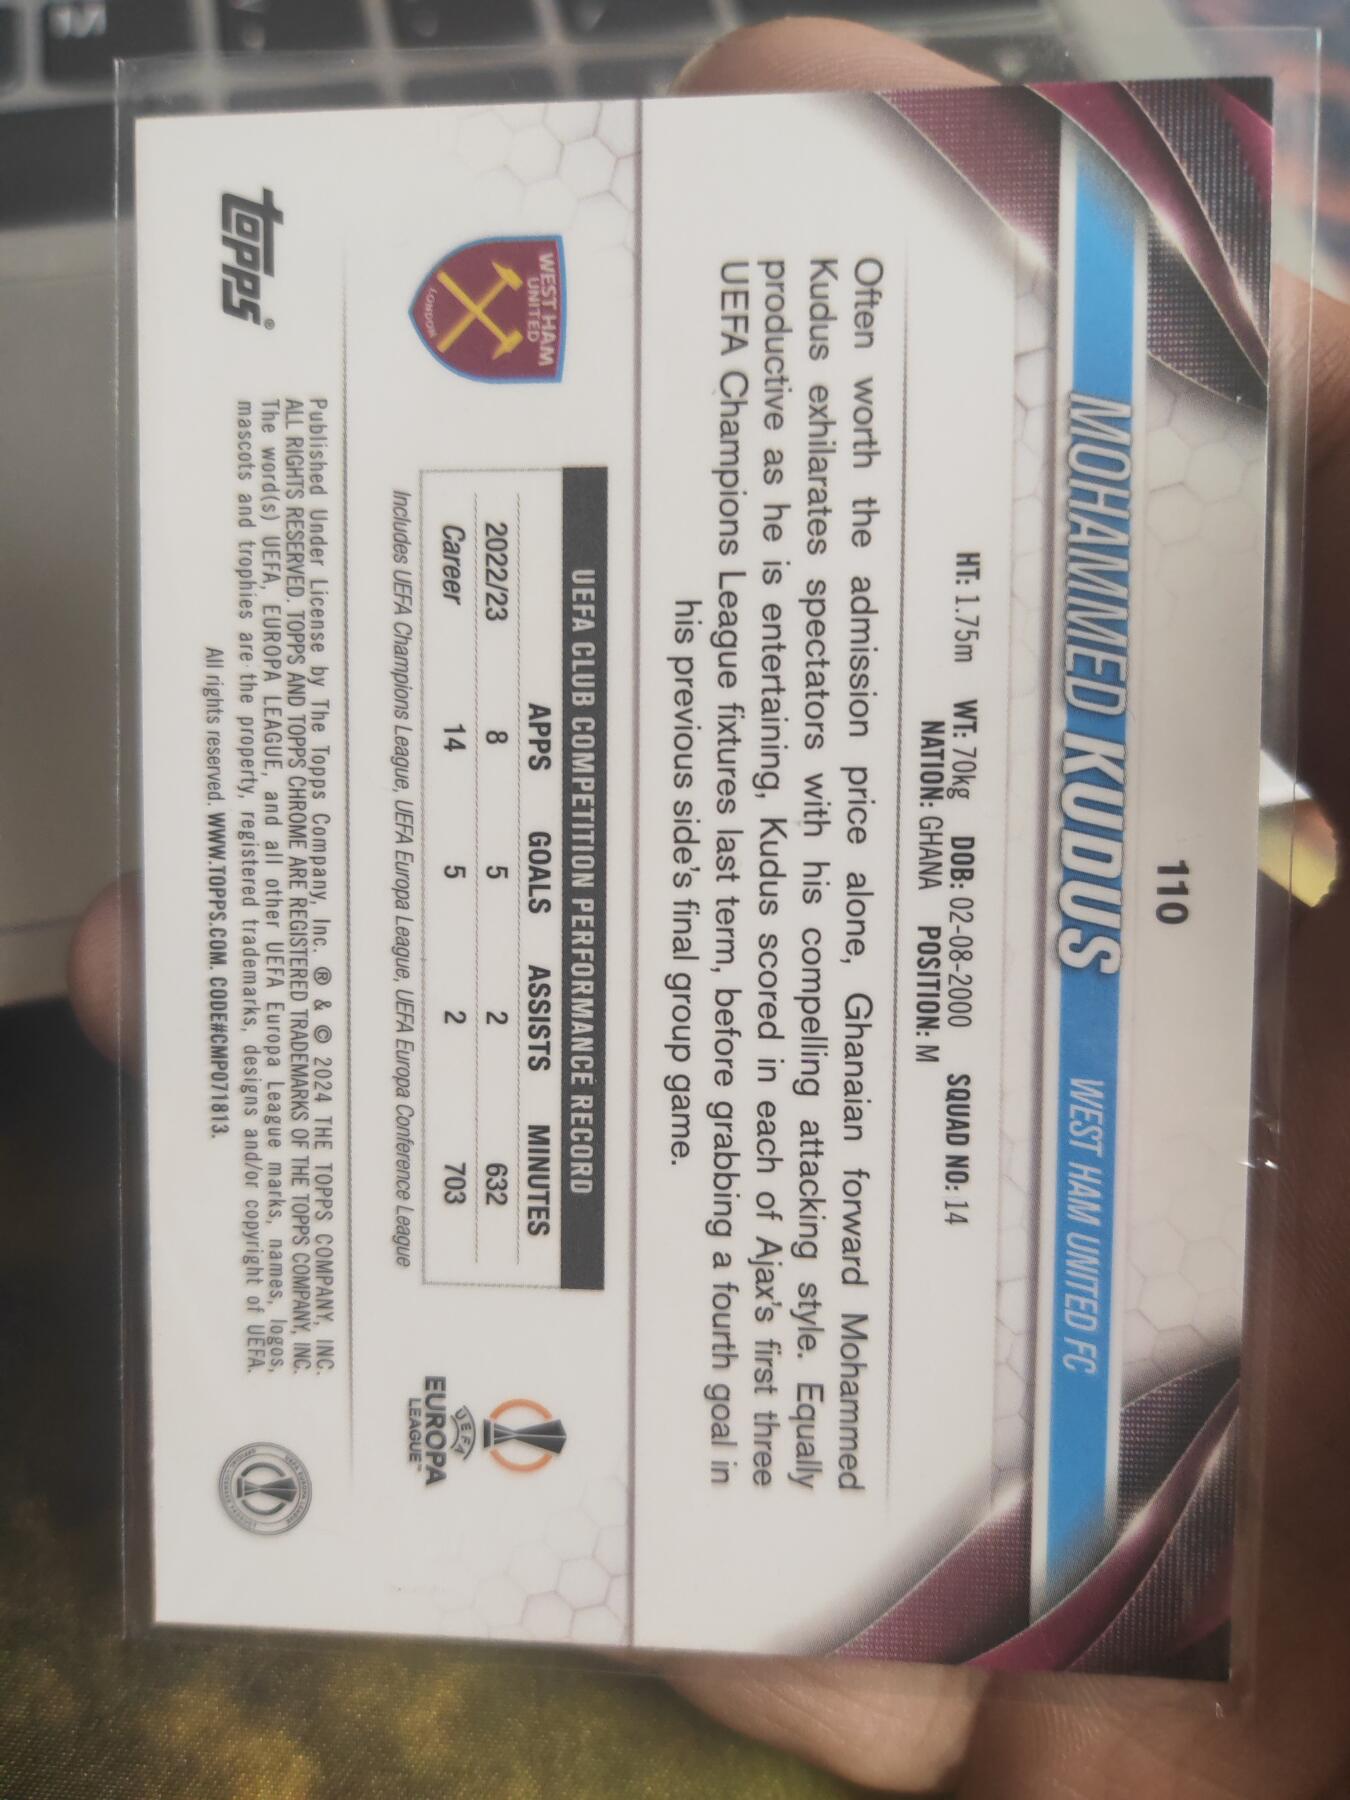 110
MOHAMMED KUDUS WEST HAM UNITED FC
HT: 1.75m WT: 70kg DOB: 02-08-2000 SQUAD NO: 14
NATION: GHANA POSITION: M
Often worth the admission price alone, Ghanaian forward Mohammed
Kudus exhilarates spectators with his compelling attacking style. Equally
productive as he is entertaining, Kudus scored in each of Ajax's first three
UEFA Champions League fixtures last term, before grabbing a fourth goal in
his previous side's final group game.
WEST HAM
UNITED
LONDON
UEFA CLUB COMPETITION PERFORMANCE RECORD
APPS GOALS ASSISTS MINUTES
2022/23 8 5 2 632
Career 14 5 2 703
Includes UEFA Champions League, UEFA Europa League, UEFA Europa Conference League
UEFA
EUROPA
LEAGUE™
topps®
Published Under License by The Topps Company, Inc. ® & © 2024 THE TOPPS COMPANY, INC.
ALL RIGHTS RESERVED. TOPPS AND TOPPS CHROME ARE REGISTERED TRADEMARKS OF THE TOPPS COMPANY, INC.
The word(s) UEFA, EUROPA LEAGUE, and all other UEFA Europa League marks, names, logos,
mascots and trophies are the property, registered trademarks, designs and/or copyright of UEFA.
All rights reserved. WWW.TOPPS.COM. CODE#CMP071813.